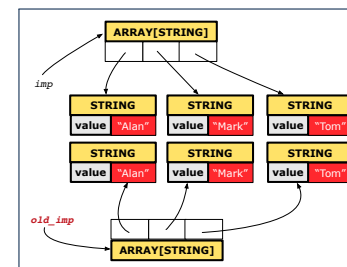 ARRAY[STRING]
imp
STRING STRING STRING
value "Alan" value "Mark" value "Tom"
STRING STRING STRING
value "Alan" value "Mark" value "Tom"
old_imp
ARRAY[STRING]